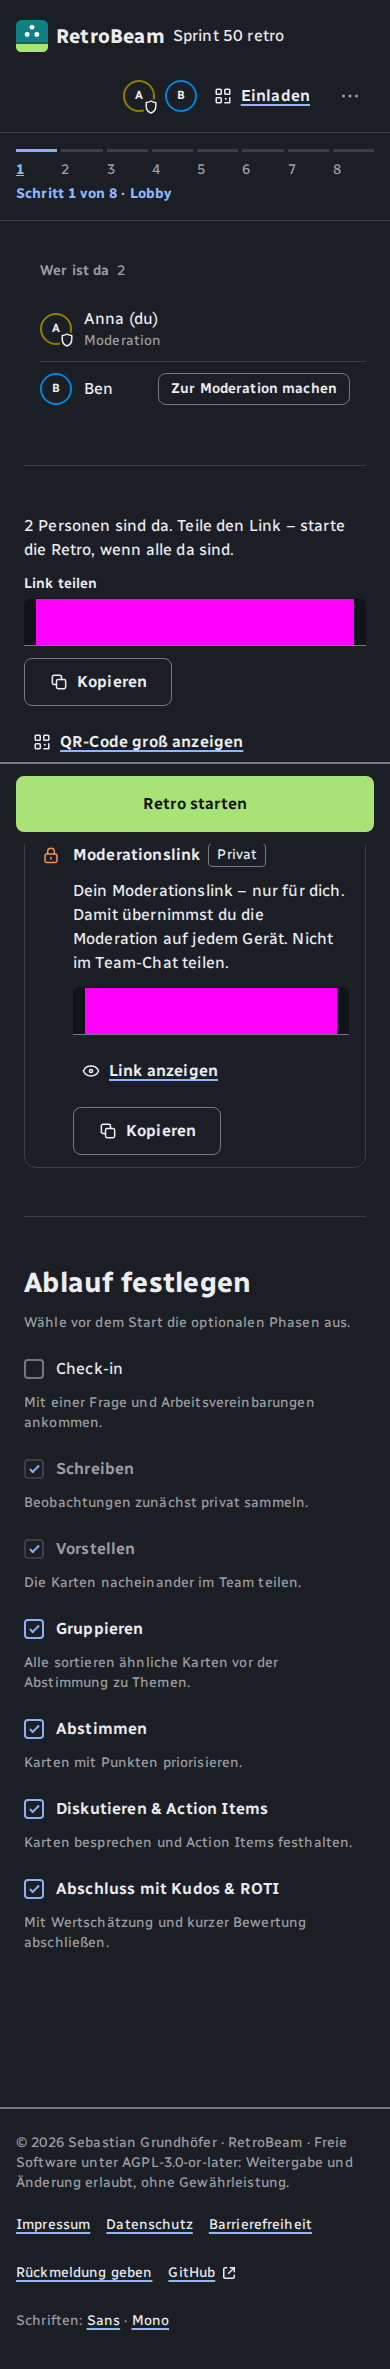 RetroBeam Sprint 50 retro
A B Einladen ...
1 2 3 4 5 6 7 8
Schritt 1 von 8 · Lobby
Wer ist da 2
A Anna (du)
Moderation
B Ben Zur Moderation machen
2 Personen sind da. Teile den Link – starte
die Retro, wenn alle da sind.
Link teilen
Kopieren
QR-Code groß anzeigen
Retro starten
Moderationslink Privat
Dein Moderationslink – nur für dich.
Damit übernimmst du die
Moderation auf jedem Gerät. Nicht
im Team-Chat teilen.
Link anzeigen
Kopieren
Ablauf festlegen
Wähle vor dem Start die optionalen Phasen aus.
Check-in
Mit einer Frage und Arbeitsvereinbarungen
ankommen.
Schreiben
Beobachtungen zunächst privat sammeln.
Vorstellen
Die Karten nacheinander im Team teilen.
Gruppieren
Alle sortieren ähnliche Karten vor der
Abstimmung zu Themen.
Abstimmen
Karten mit Punkten priorisieren.
Diskutieren & Action Items
Karten besprechen und Action Items festhalten.
Abschluss mit Kudos & ROTI
Mit Wertschätzung und kurzer Bewertung
abschließen.
© 2026 Sebastian Grundhöfer · RetroBeam · Freie
Software unter AGPL-3.0-or-later: Weitergabe und
Änderung erlaubt, ohne Gewährleistung.
Impressum Datenschutz Barrierefreiheit
Rückmeldung geben GitHub
Schriften: Sans · Mono